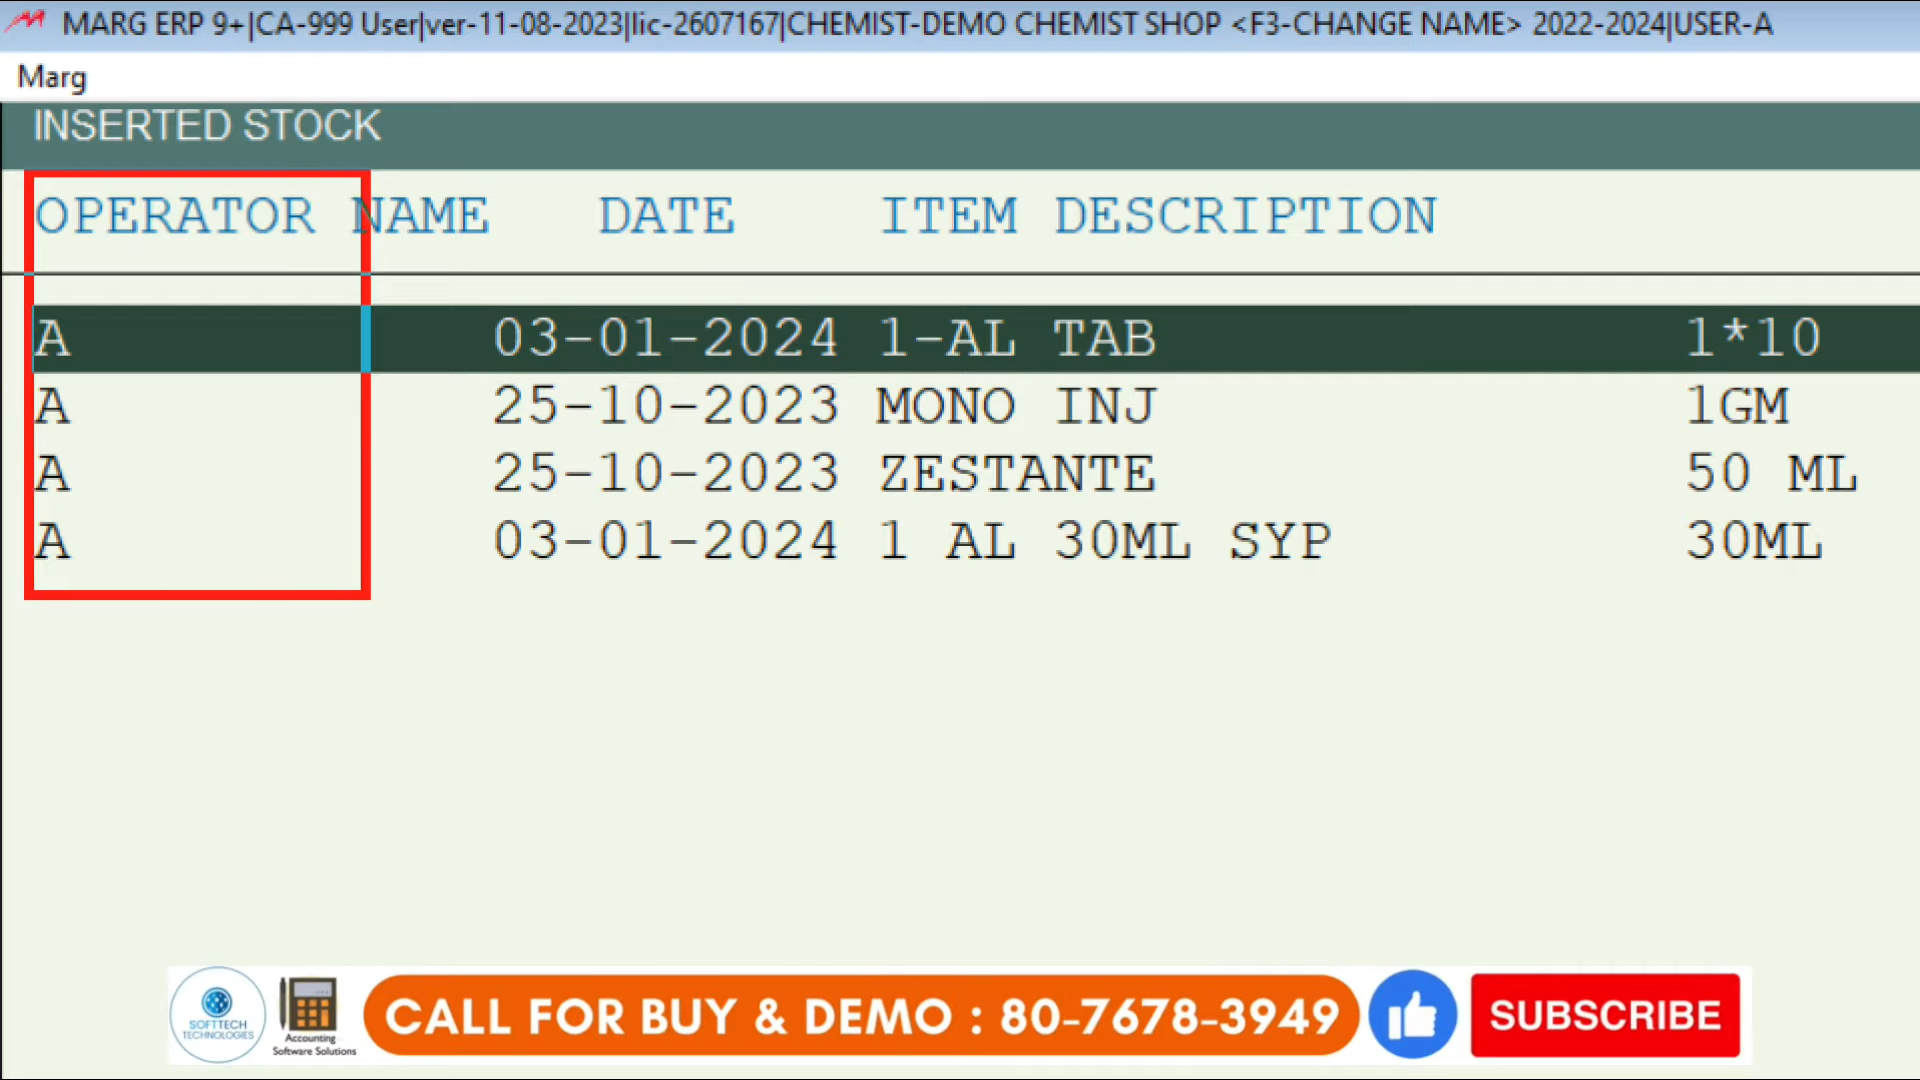 MARG ERP 9+|CA-999 User|ver-11-08-2023|lic-2607167|CHEMIST-DEMO CHEMIST SHOP <F3-CHANGE NAME> 2022-2024|USER-A
Marg
INSERTED STOCK
OPERATOR NAME DATE ITEM DESCRIPTION
A 03-01-2024 1-AL TAB 1*10
A 25-10-2023 MONO INJ 1GM
A 25-10-2023 ZESTANTE 50 ML
A 03-01-2024 1 AL 30ML SYP 30ML
SOFTTECH
TECHNOLOGIES
Accounting
Software Solutions
CALL FOR BUY & DEMO : 80-7678-3949
SUBSCRIBE